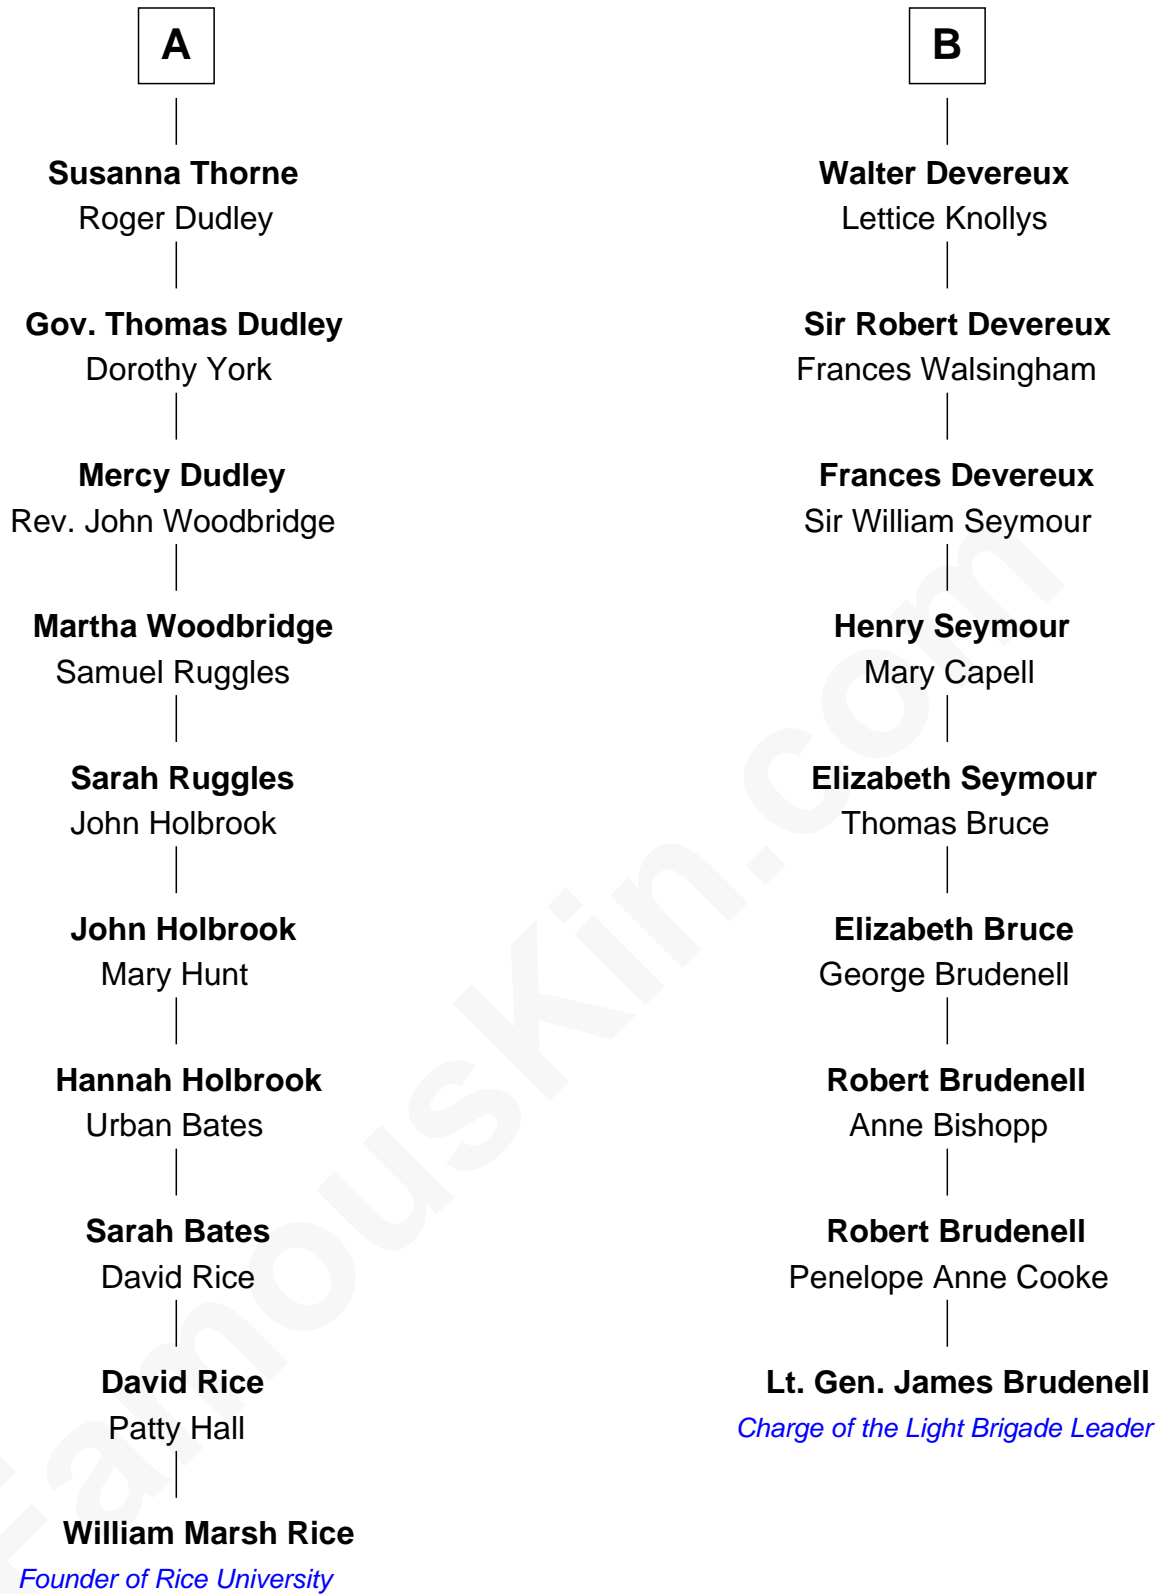 A
Susanna Thorne
Roger Dudley
Gov. Thomas Dudley
Dorothy York
Mercy Dudley
Rev. John Woodbridge
Martha Woodbridge
Samuel Ruggles
Sarah Ruggles
John Holbrook
John Holbrook
Mary Hunt
Hannah Holbrook
Urban Bates
Sarah Bates
David Rice
David Rice
Patty Hall
William Marsh Rice
Founder of Rice University
B
Walter Devereux
Lettice Knollys
Sir Robert Devereux
Frances Walsingham
Frances Devereux
Sir William Seymour
Henry Seymour
Mary Capell
Elizabeth Seymour
Thomas Bruce
Elizabeth Bruce
George Brudenell
Robert Brudenell
Anne Bishopp
Robert Brudenell
Penelope Anne Cooke
Lt. Gen. James Brudenell
Charge of the Light Brigade Leader
FamousKin.com